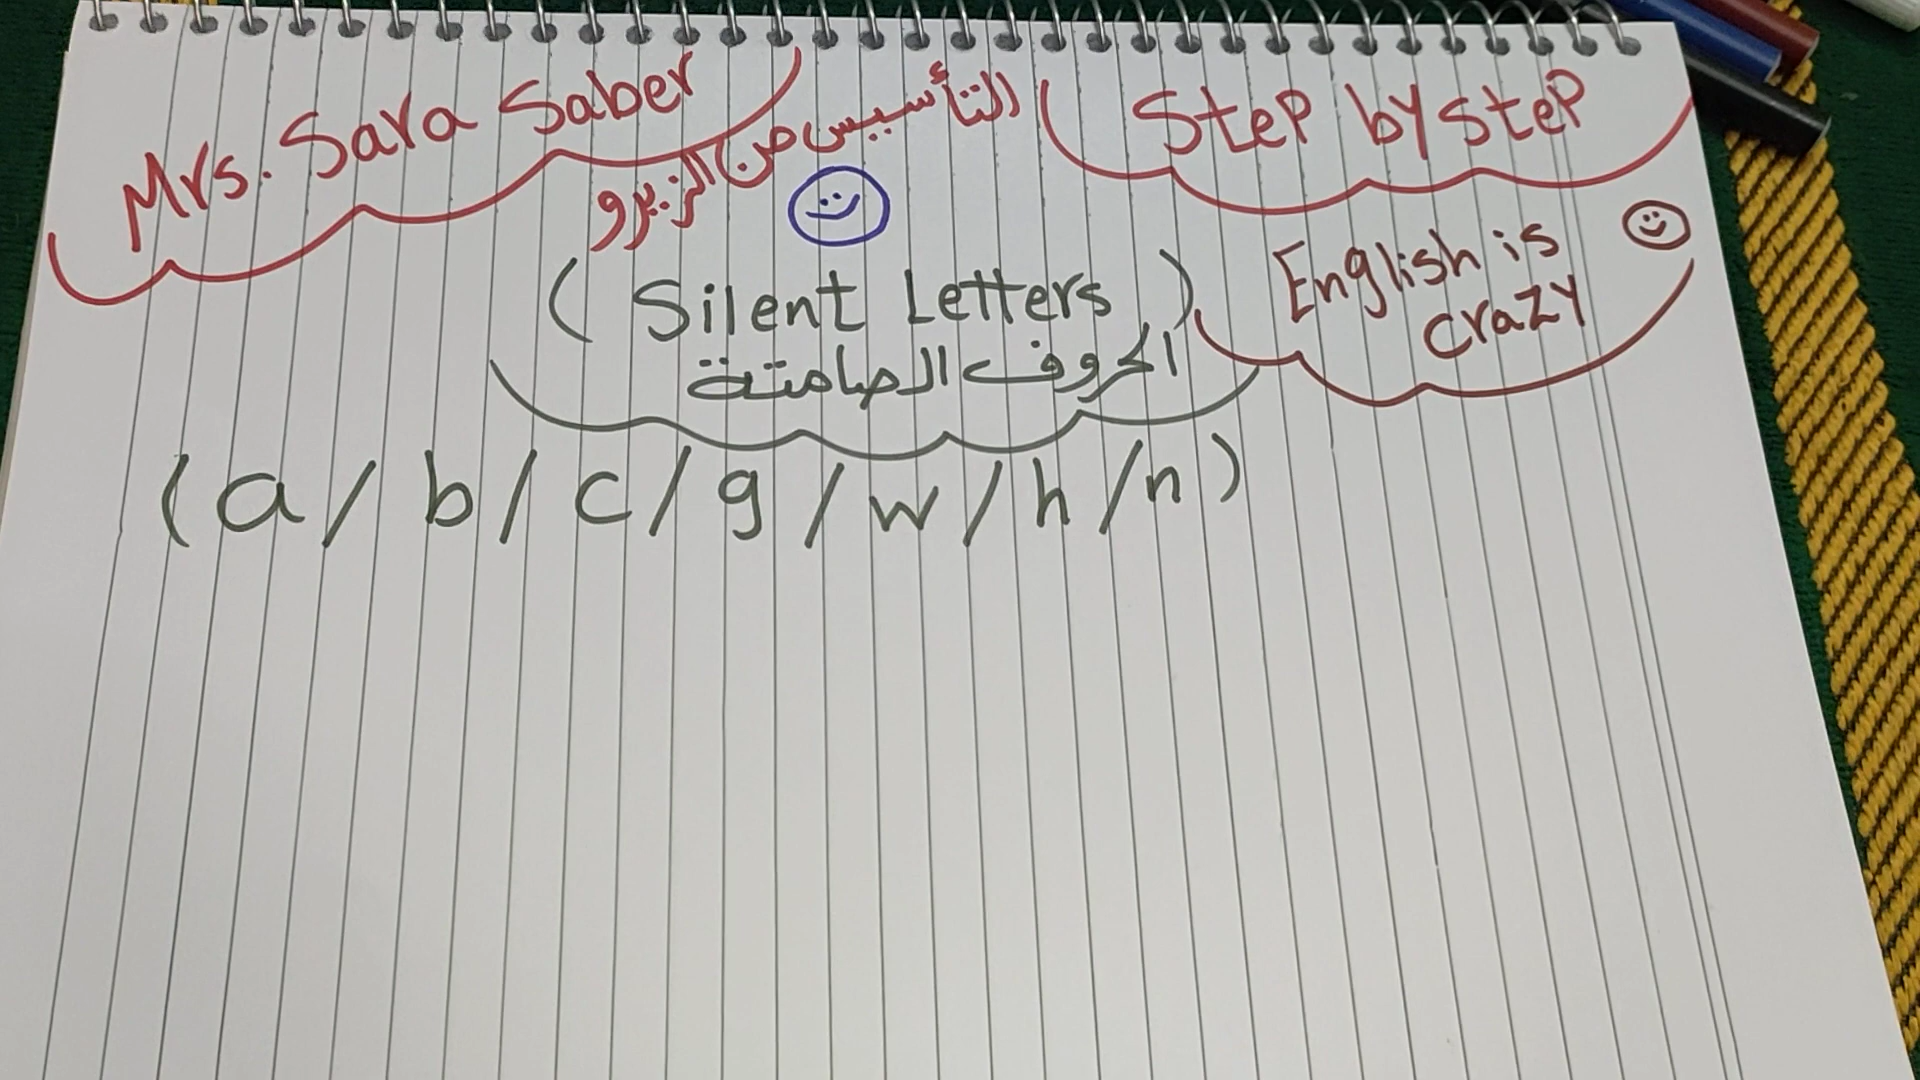 Mrs. Sara Saber
التأسيس من الزيرو
Step by step
English is
crazy
( Silent Letters )
الحروف الصامتة
( a / b / c / g / w / h / n )